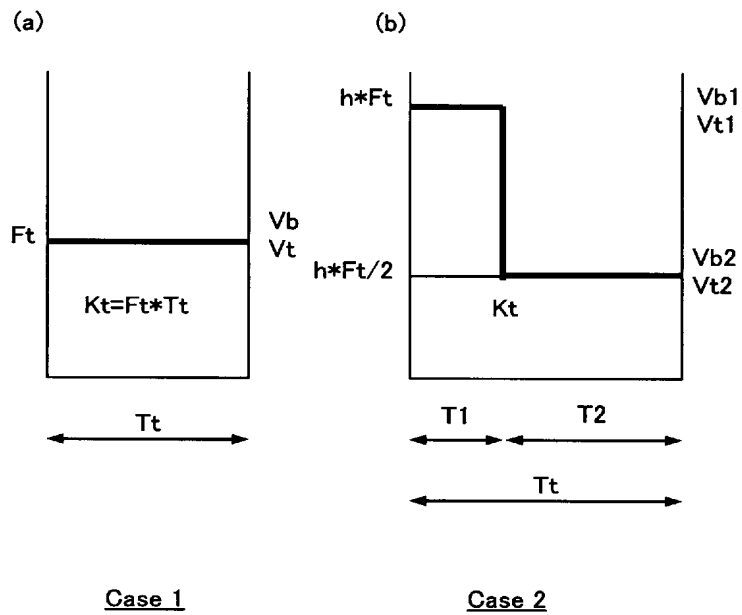 (a)
Ft
Vb
Vt
Kt=Ft*Tt
Tt
Case 1
(b)
h*Ft
Vb1
Vt1
h*Ft/2
Vb2
Vt2
Kt
T1
T2
Tt
Case 2